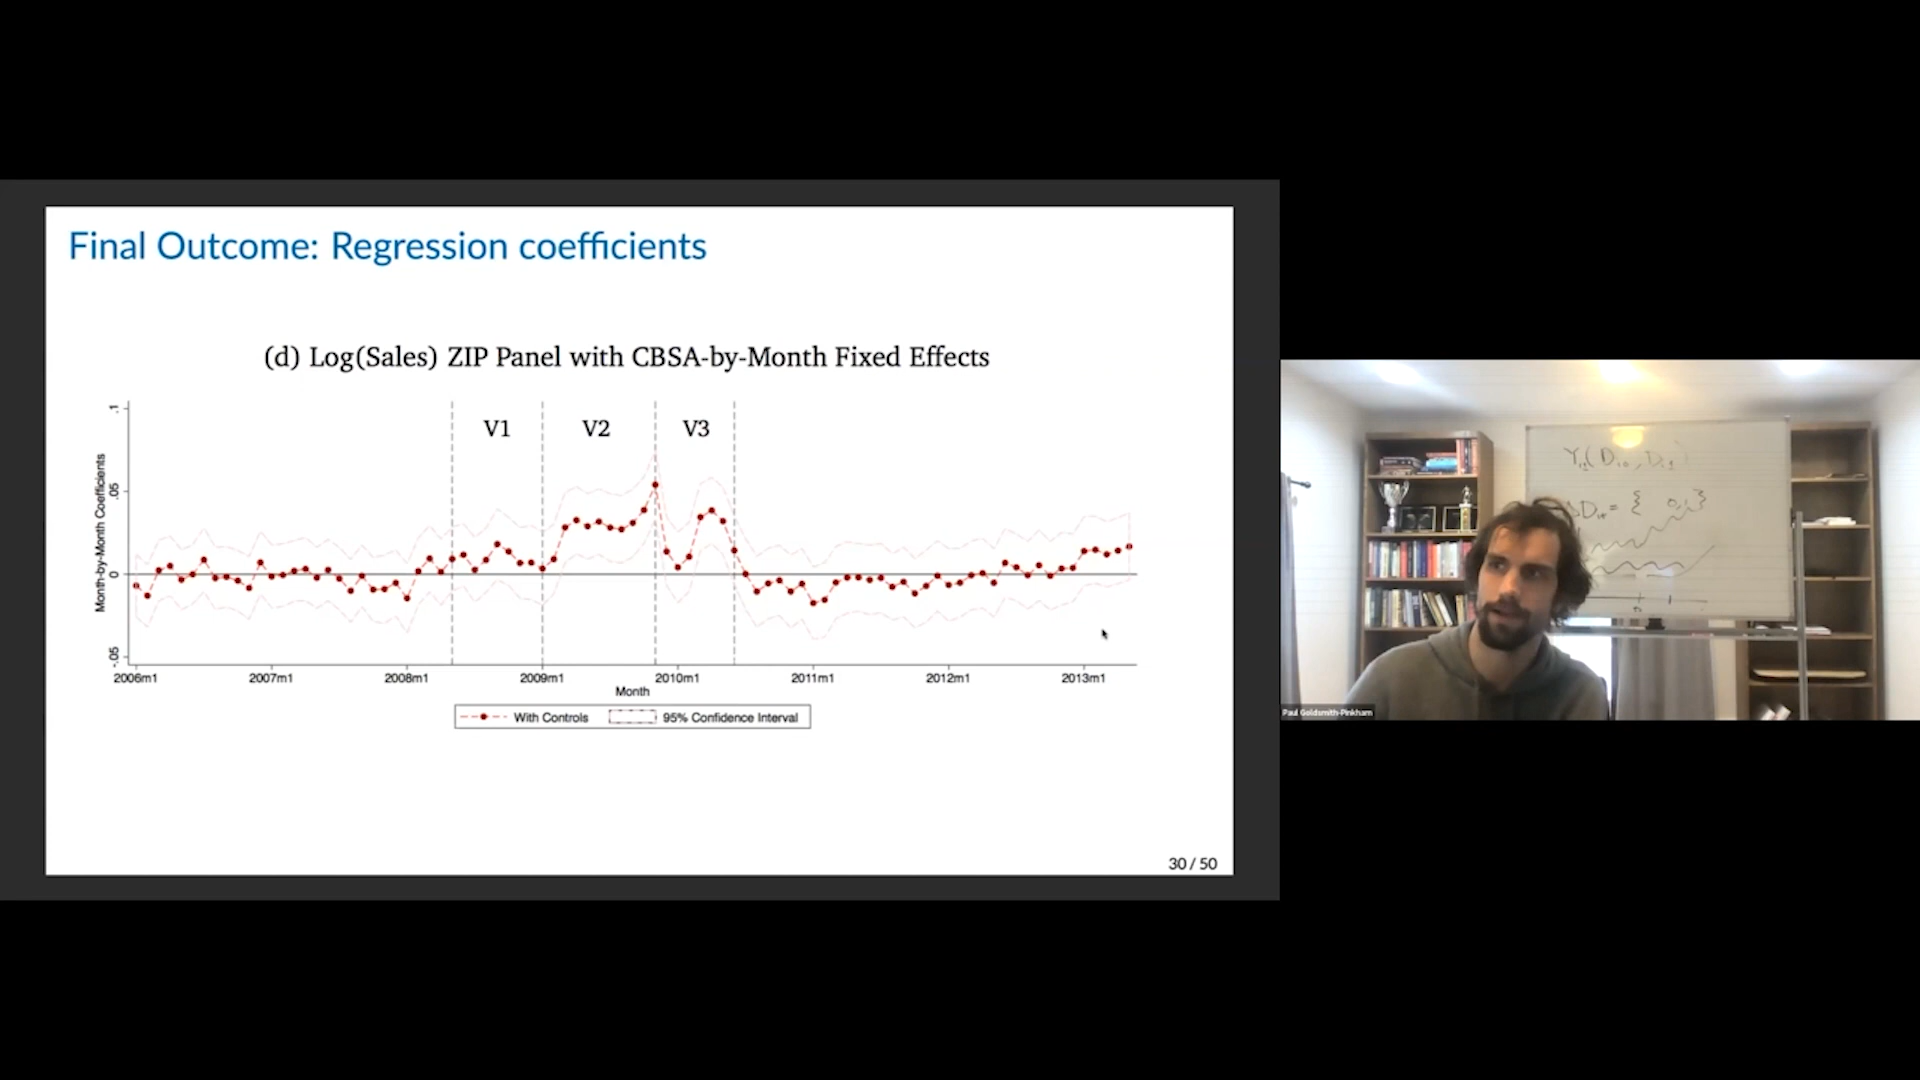 Final Outcome: Regression coefficients
(d) Log(Sales) ZIP Panel with CBSA-by-Month Fixed Effects
Month-by-Month Coefficients
.1
.05
0
-.05
V1 V2 V3
2006m1 2007m1 2008m1 2009m1 2010m1 2011m1 2012m1 2013m1
Month
With Controls 95% Confidence Interval
30 / 50
Paul Goldsmith-Pinkham